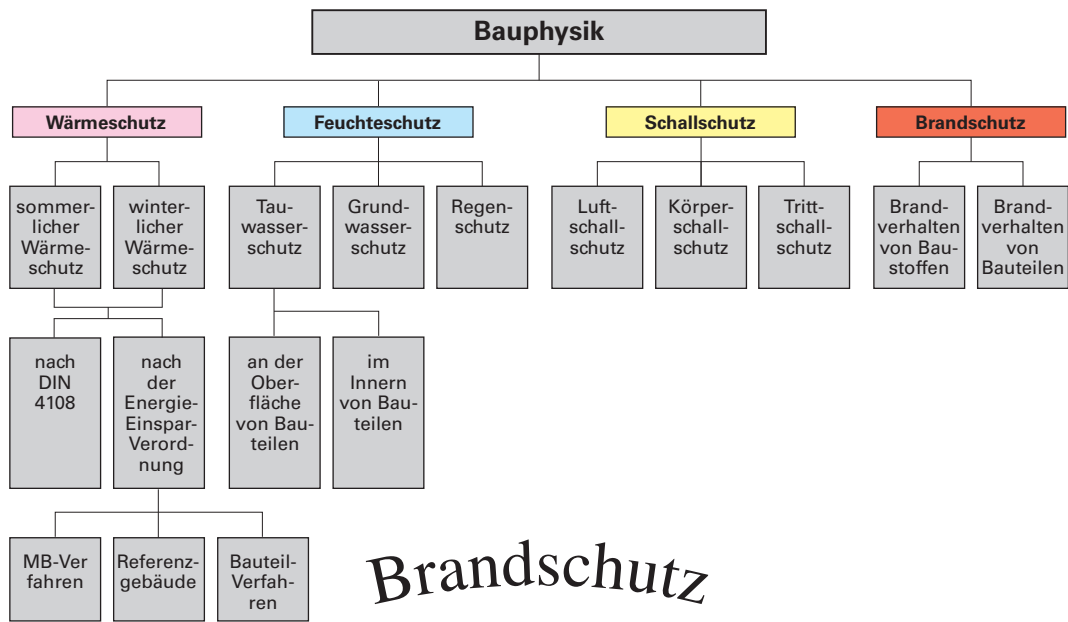 Bauphysik
Wärmeschutz
Feuchteschutz
Schallschutz
Brandschutz
sommer-
licher
Wärme-
schutz
winter-
licher
Wärme-
schutz
Tau-
wasser-
schutz
Grund-
wasser-
schutz
Regen-
schutz
Luft-
schall-
schutz
Körper-
schall-
schutz
Tritt-
schall-
schutz
Brand-
verhalten
von Bau-
stoffen
Brand-
verhalten
von
Bauteilen
nach
DIN
4108
nach
der
Energie-
Einspar-
Verord-
nung
an der
Ober-
fläche
von Bau-
teilen
im
Innern
von Bau-
teilen
MB-Ver
fahren
Referenz-
gebäude
Bauteil-
Verfah-
ren
Brandschutz